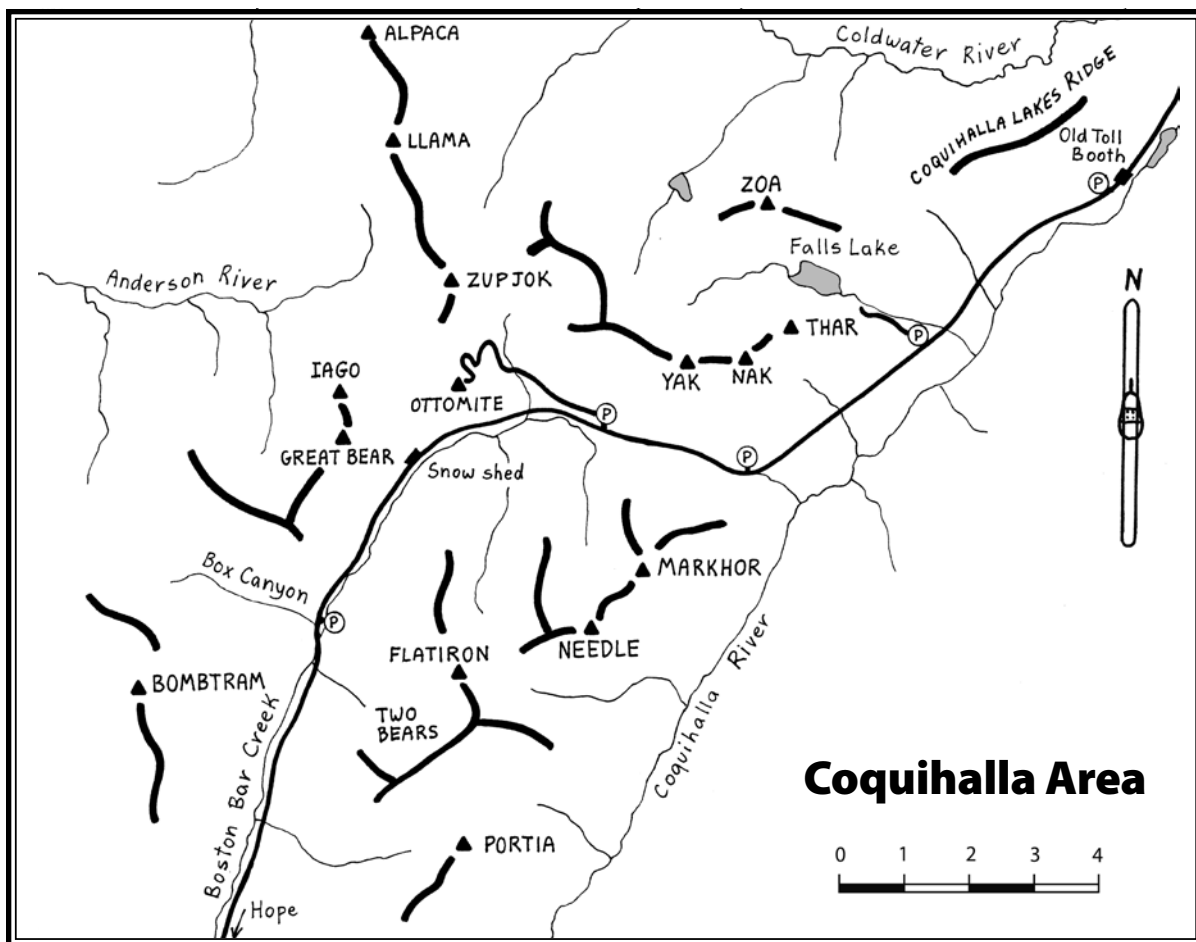 ALPACA
Coldwater River
COQUIHALLA LAKES RIDGE
LLAMA
Old Toll
Booth
P
ZOA
Falls Lake
Anderson River
ZUPJOK
N
THAR
P
IAGO
YAK
NAK
OTTOMITE
P
GREAT BEAR
Snow shed
P
Box Canyon
MARKHOR
P
NEEDLE
FLATIRON
BOMBTRAM
TWO
BEARS
Coquihalla River
Boston Bar Creek
Coquihalla Area
PORTIA
0 1 2 3 4
Hope